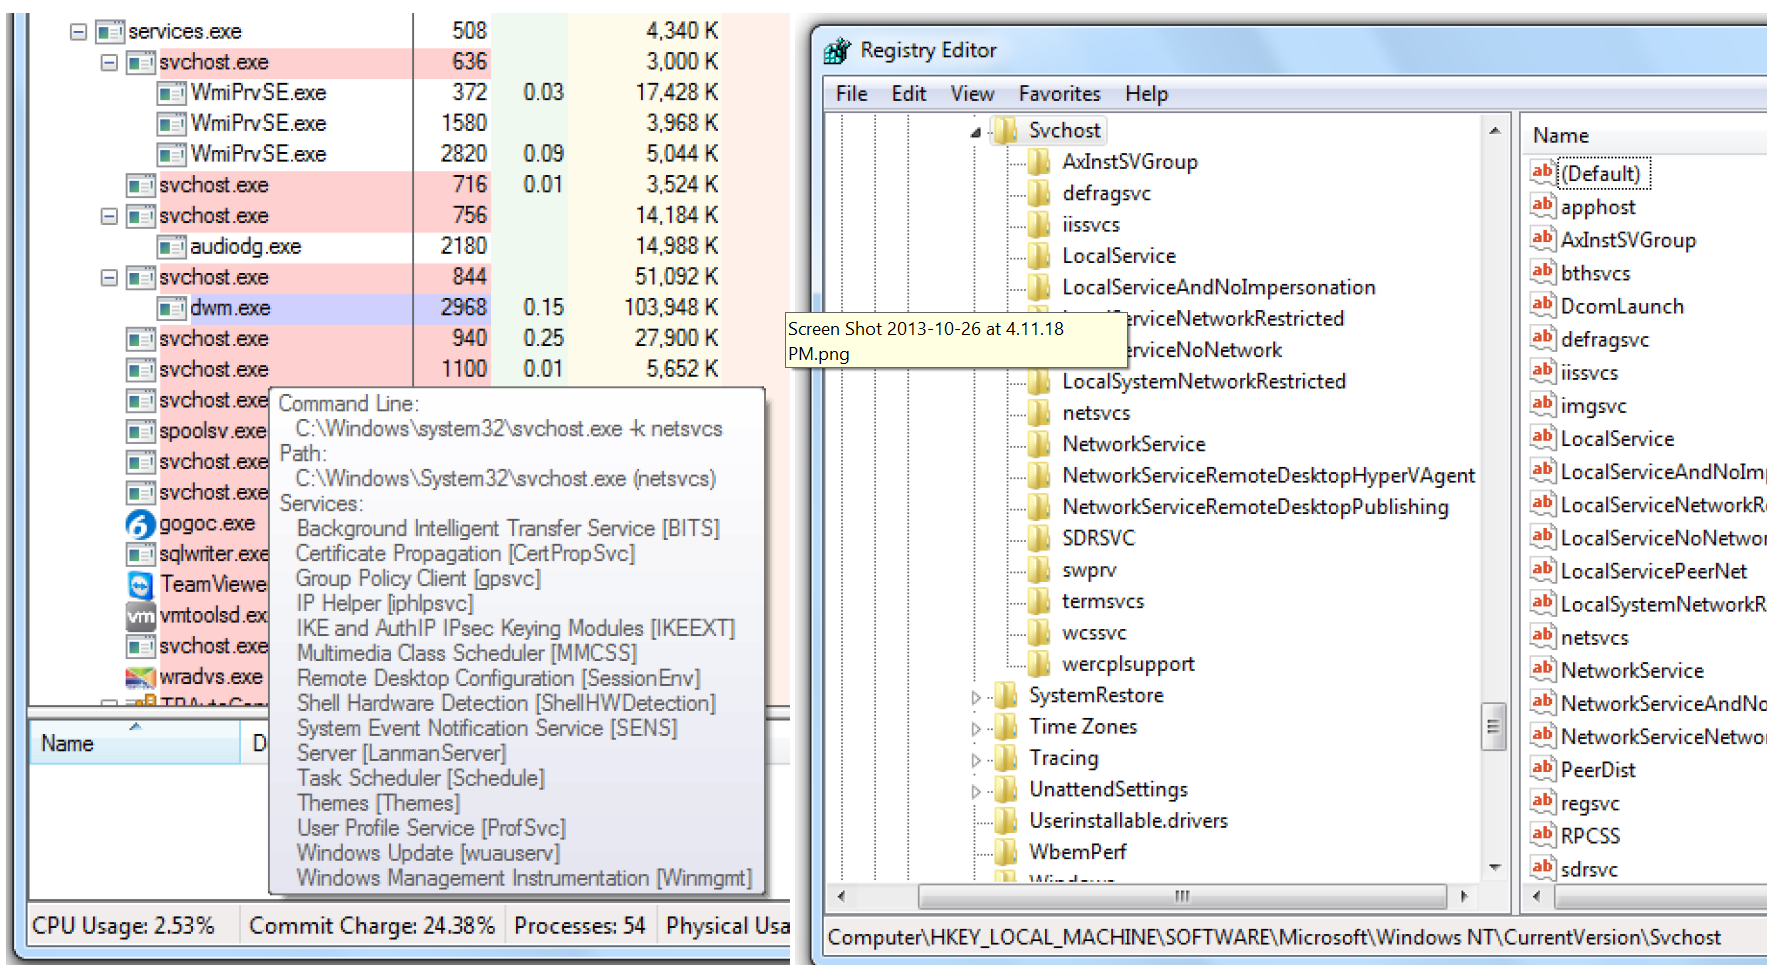 services.exe 508 4,340 K
svchost.exe 636 3,000 K
WmiPrvSE.exe 372 0.03 17,428 K
WmiPrvSE.exe 1580 3,968 K
WmiPrvSE.exe 2820 0.09 5,044 K
svchost.exe 716 0.01 3,524 K
svchost.exe 756 14,184 K
audiodg.exe 2180 14,988 K
svchost.exe 844 51,092 K
dwm.exe 2968 0.15 103,948 K
svchost.exe 940 0.25 27,900 K
svchost.exe 1100 0.01 5,652 K
svchost.exe
spoolsv.exe
svchost.exe
svchost.exe
gogoc.exe
sqlwriter.exe
TeamViewer
vmtoolsd.ex
svchost.exe
wradvs.exe
TPAutoConn
Command Line:
C:\Windows\system32\svchost.exe -k netsvcs
Path:
C:\Windows\System32\svchost.exe (netsvcs)
Services:
Background Intelligent Transfer Service [BITS]
Certificate Propagation [CertPropSvc]
Group Policy Client [gpsvc]
IP Helper [iphlpsvc]
IKE and AuthIP IPsec Keying Modules [IKEEXT]
Multimedia Class Scheduler [MMCSS]
Remote Desktop Configuration [SessionEnv]
Shell Hardware Detection [ShellHWDetection]
System Event Notification Service [SENS]
Server [LanmanServer]
Task Scheduler [Schedule]
Themes [Themes]
User Profile Service [ProfSvc]
Windows Update [wuauserv]
Windows Management Instrumentation [Winmgmt]
Name D
CPU Usage: 2.53% Commit Charge: 24.38% Processes: 54 Physical Usa
Screen Shot 2013-10-26 at 4.11.18
PM.png
Registry Editor
File Edit View Favorites Help
Svchost
AxInstSVGroup
defragsvc
iissvcs
LocalService
LocalServiceAndNoImpersonation
rviceNetworkRestricted
erviceNoNetwork
LocalSystemNetworkRestricted
netsvcs
NetworkService
NetworkServiceRemoteDesktopHyperVAgent
NetworkServiceRemoteDesktopPublishing
SDRSVC
swprv
termsvcs
wcssvc
wercplsupport
SystemRestore
Time Zones
Tracing
UnattendSettings
Userinstallable.drivers
WbemPerf
Windows
Name
(Default)
apphost
AxInstSVGroup
bthsvcs
DcomLaunch
defragsvc
iissvcs
imgsvc
LocalService
LocalServiceAndNoImp
LocalServiceNetworkRe
LocalServiceNoNetwor
LocalServicePeerNet
LocalSystemNetworkR
netsvcs
NetworkService
NetworkServiceAndNo
NetworkServiceNetwor
PeerDist
regsvc
RPCSS
sdrsvc
Computer\HKEY_LOCAL_MACHINE\SOFTWARE\Microsoft\Windows NT\CurrentVersion\Svchost